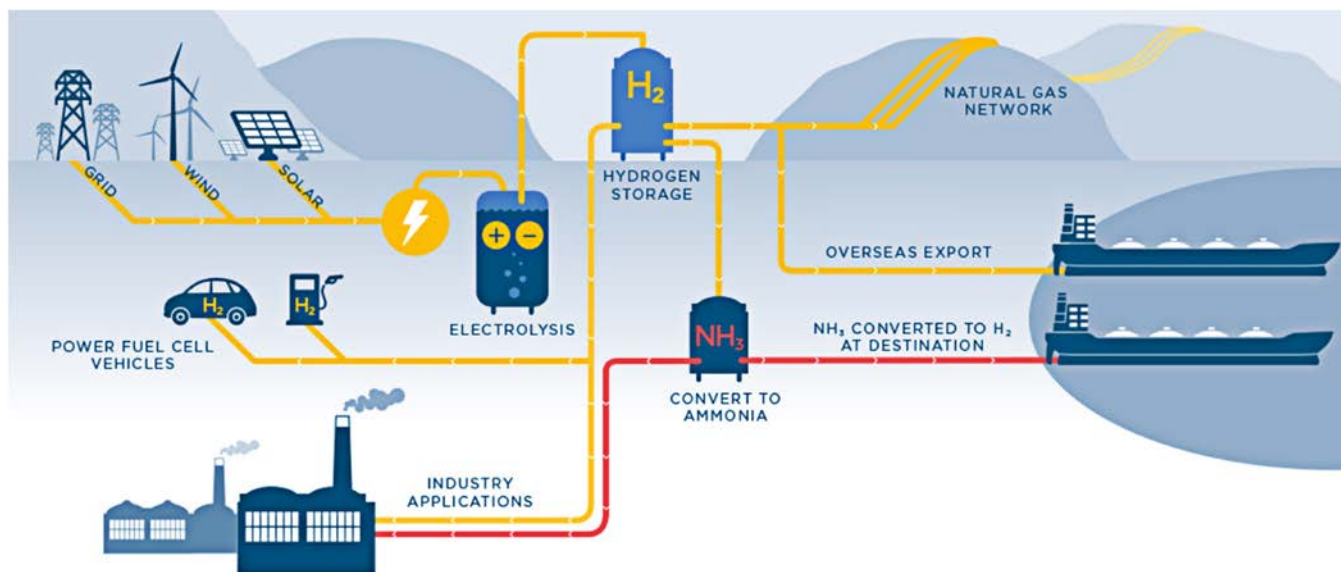 H₂
NATURAL GAS
NETWORK
GRID
WIND
SOLAR
HYDROGEN
STORAGE
+ −
OVERSEAS EXPORT
H₂
H₂
ELECTROLYSIS
POWER FUEL CELL
VEHICLES
NH₃
NH₃ CONVERTED TO H₂
AT DESTINATION
CONVERT TO
AMMONIA
INDUSTRY
APPLICATIONS